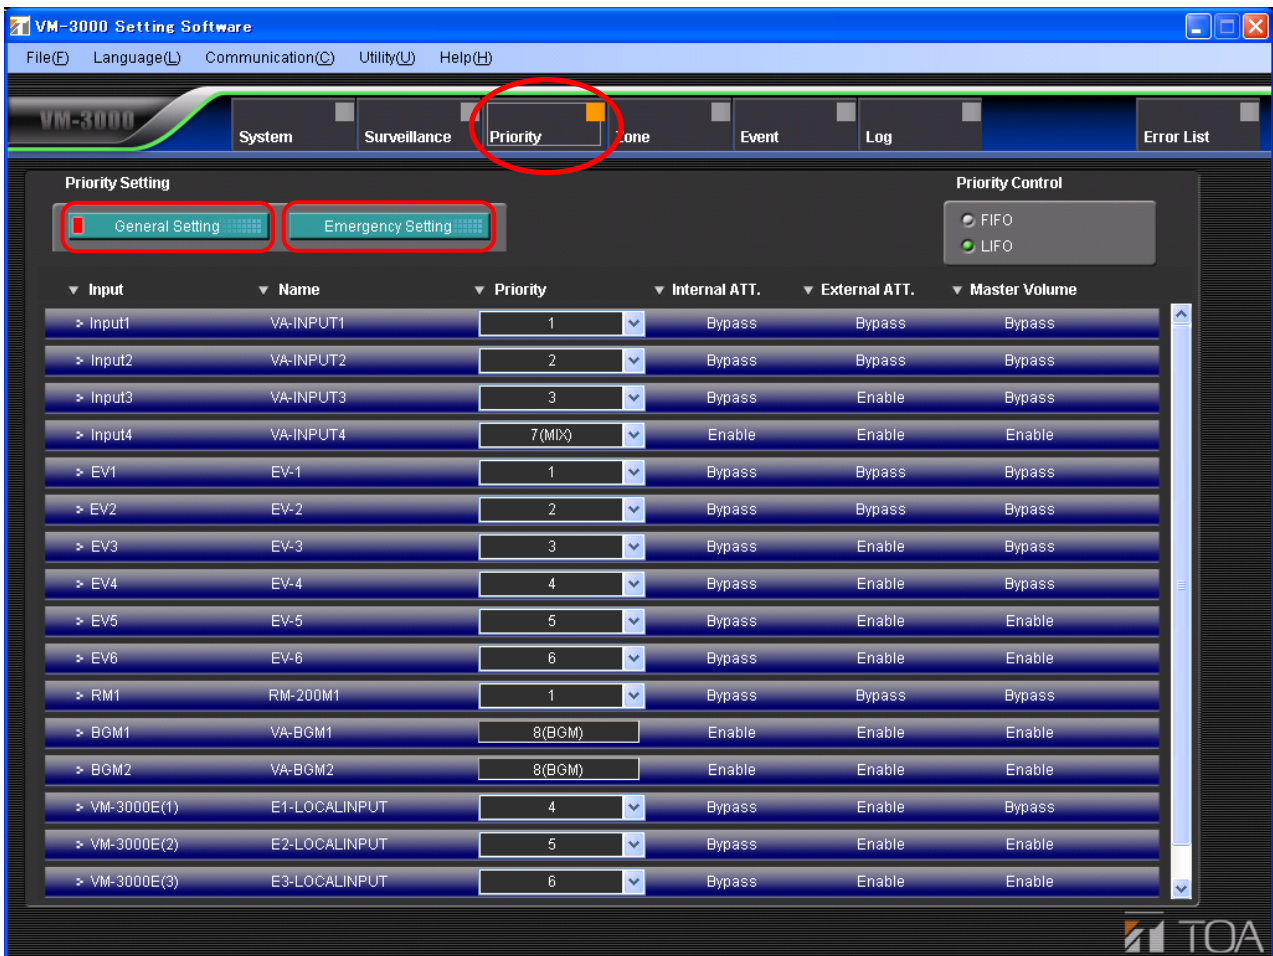 VM-3000 Setting Software
File(F) Language(L) Communication(C) Utility(U) Help(H)
VM-3000
System Surveillance Priority Zone Event Log Error List
Priority Setting Priority Control
General Setting Emergency Setting FIFO
LIFO
Input Name Priority Internal ATT. External ATT. Master Volume
Input1 VA-INPUT1 1 Bypass Bypass Bypass
Input2 VA-INPUT2 2 Bypass Bypass Bypass
Input3 VA-INPUT3 3 Bypass Enable Bypass
Input4 VA-INPUT4 7(MIX) Enable Enable Enable
EV1 EV-1 1 Bypass Bypass Bypass
EV2 EV-2 2 Bypass Bypass Bypass
EV3 EV-3 3 Bypass Enable Bypass
EV4 EV-4 4 Bypass Enable Bypass
EV5 EV-5 5 Bypass Enable Enable
EV6 EV-6 6 Bypass Enable Enable
RM1 RM-200M1 1 Bypass Bypass Bypass
BGM1 VA-BGM1 8(BGM) Enable Enable Enable
BGM2 VA-BGM2 8(BGM) Enable Enable Enable
VM-3000E(1) E1-LOCALINPUT 4 Bypass Enable Bypass
VM-3000E(2) E2-LOCALINPUT 5 Bypass Enable Enable
VM-3000E(3) E3-LOCALINPUT 6 Bypass Enable Enable
TOA